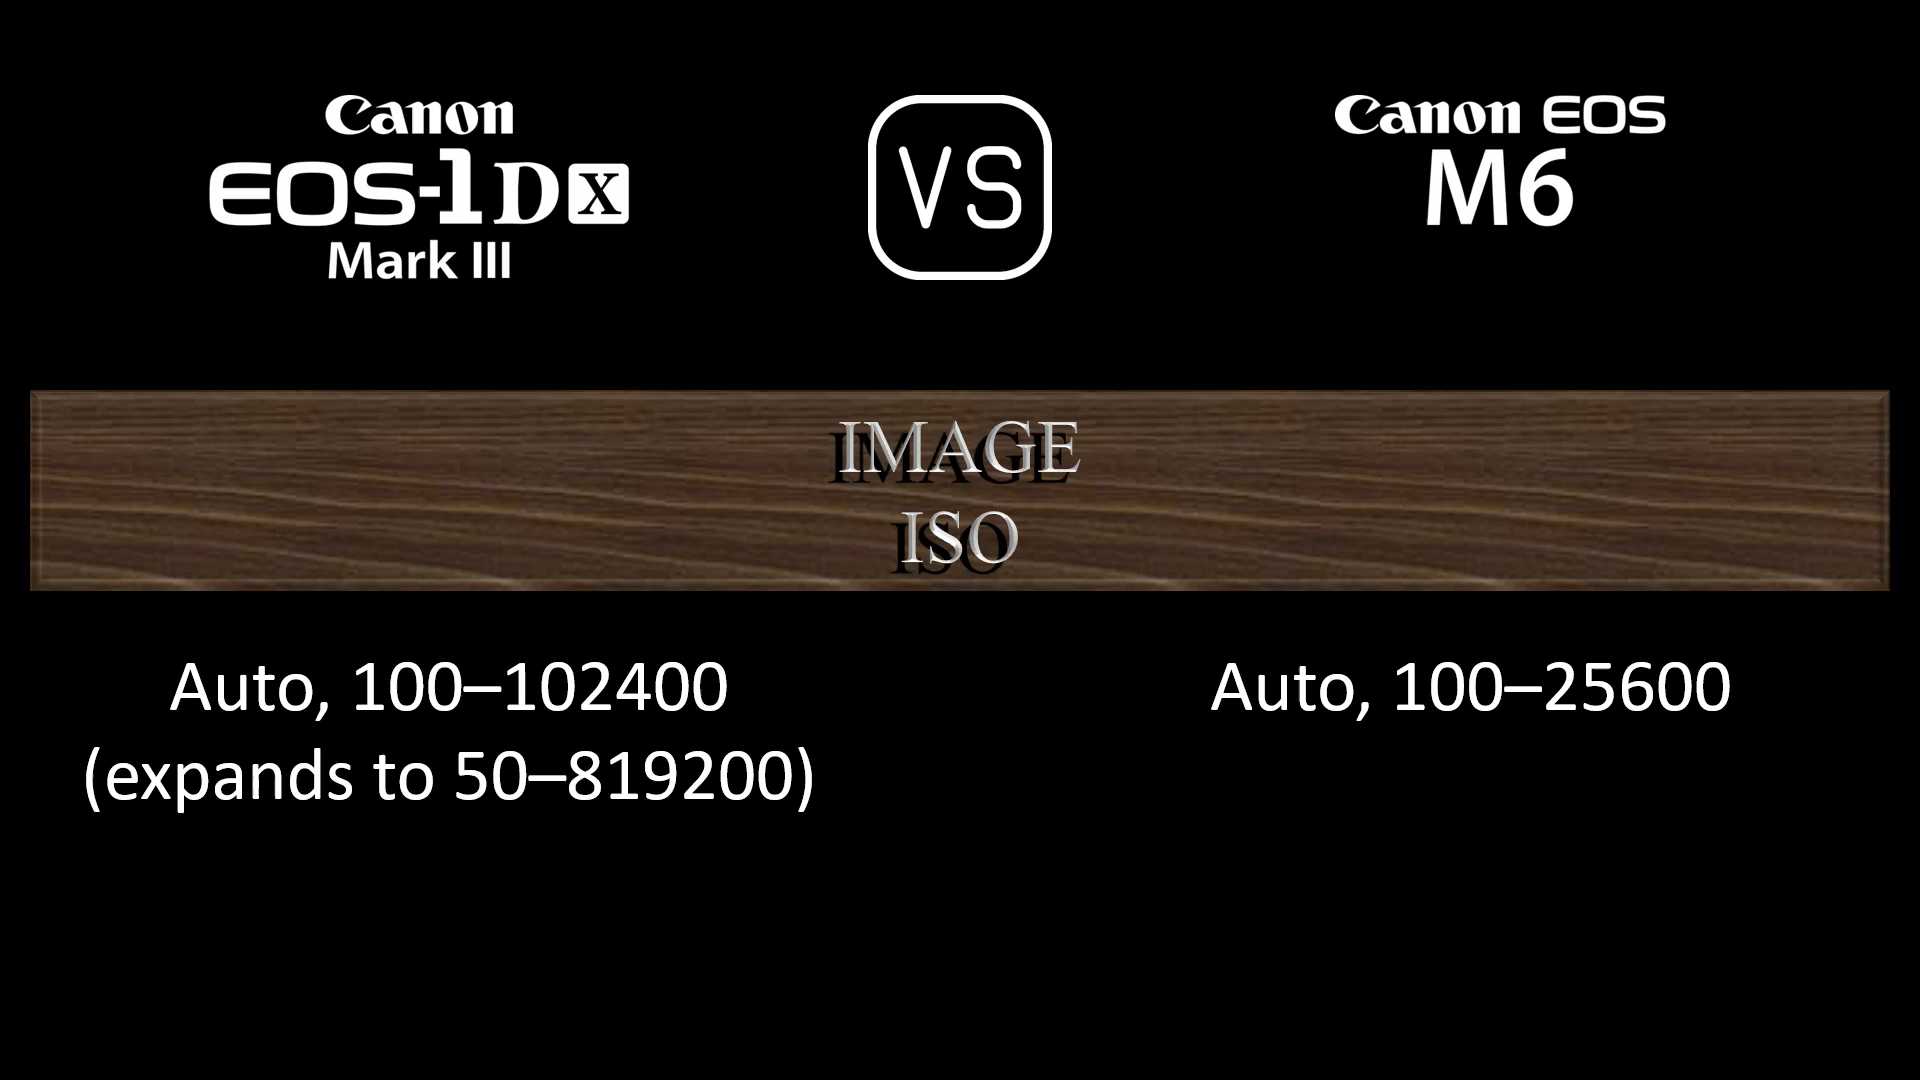 Canon
EOS-1D X
Mark III
VS
Canon EOS
M6
IMAGE
ISO
Auto, 100–102400
(expands to 50–819200)
Auto, 100–25600